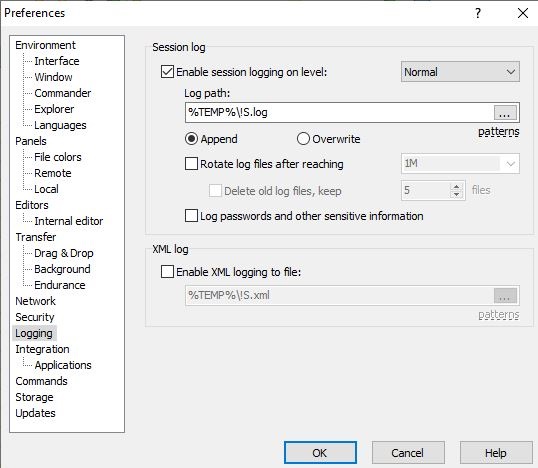 Preferences
? 
Environment
Interface
Window
Commander
Explorer
Languages
Panels
File colors
Remote
Local
Editors
Internal editor
Transfer
Drag & Drop
Background
Endurance
Network
Security
Logging
Integration
Applications
Commands
Storage
Updates
Session log
Enable session logging on level: Normal
Log path:
%TEMP%\!S.log ...
patterns
Append Overwrite
Rotate log files after reaching 1M
Delete old log files, keep 5 files
Log passwords and other sensitive information
XML log
Enable XML logging to file:
%TEMP%\!S.xml ...
patterns
OK Cancel Help